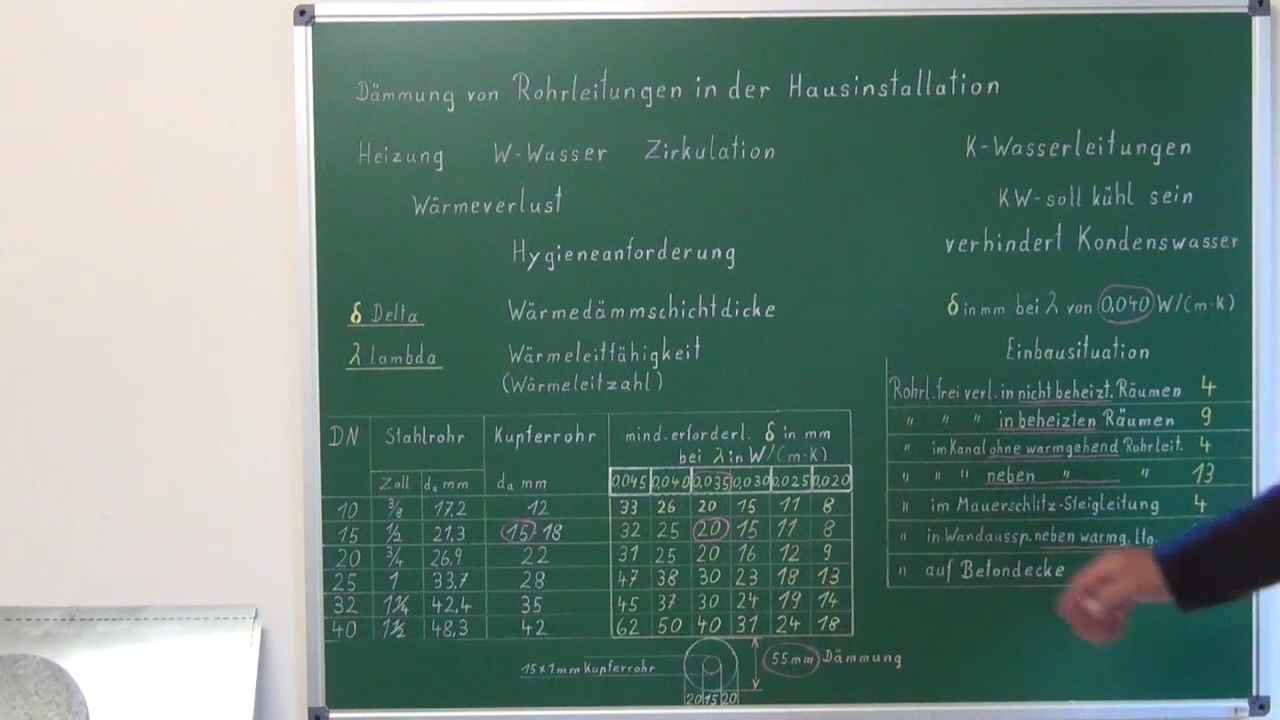 Dämmung von Rohrleitungen in der Hausinstallation
Heizung W-Wasser Zirkulation
Wärmeverlust
Hygieneanforderung
δ Delta Wärmedämmschichtdicke
λ lambda Wärmeleitfähigkeit
(Wärmeleitzahl)
DN Stahlrohr Kupferrohr mind. erforderl. δ in mm
bei λ in W/(m·K)
Zoll da mm da mm 0,045 0,040 0,035 0,030 0,025 0,020
10 3/8 17,2 12 33 26 20 15 11 8
15 1/2 21,3 15-18 32 25 20 15 11 8
20 3/4 26,9 22 31 25 20 16 12 9
25 1 33,7 28 47 38 30 23 18 13
32 1 1/4 42,4 35 45 37 30 24 19 14
40 1 1/2 48,3 42 62 50 40 31 24 18
15x1mm Kupferrohr 55mm Dämmung
20 15 20
K-Wasserleitungen
KW-soll kühl sein
verhindert Kondenswasser
δ in mm bei λ von 0,040 W/(m·K)
Einbausituation
Rohrl. frei verl. in nicht beheizt. Räumen 4
" " " in beheizten Räumen 9
" im Kanal ohne warmgehend Rohrleit. 4
" " " neben " " 13
" im Mauerschlitz-Steigleitung 4
" in Wandaussp. neben warmg. Ltg.
" auf Betondecke